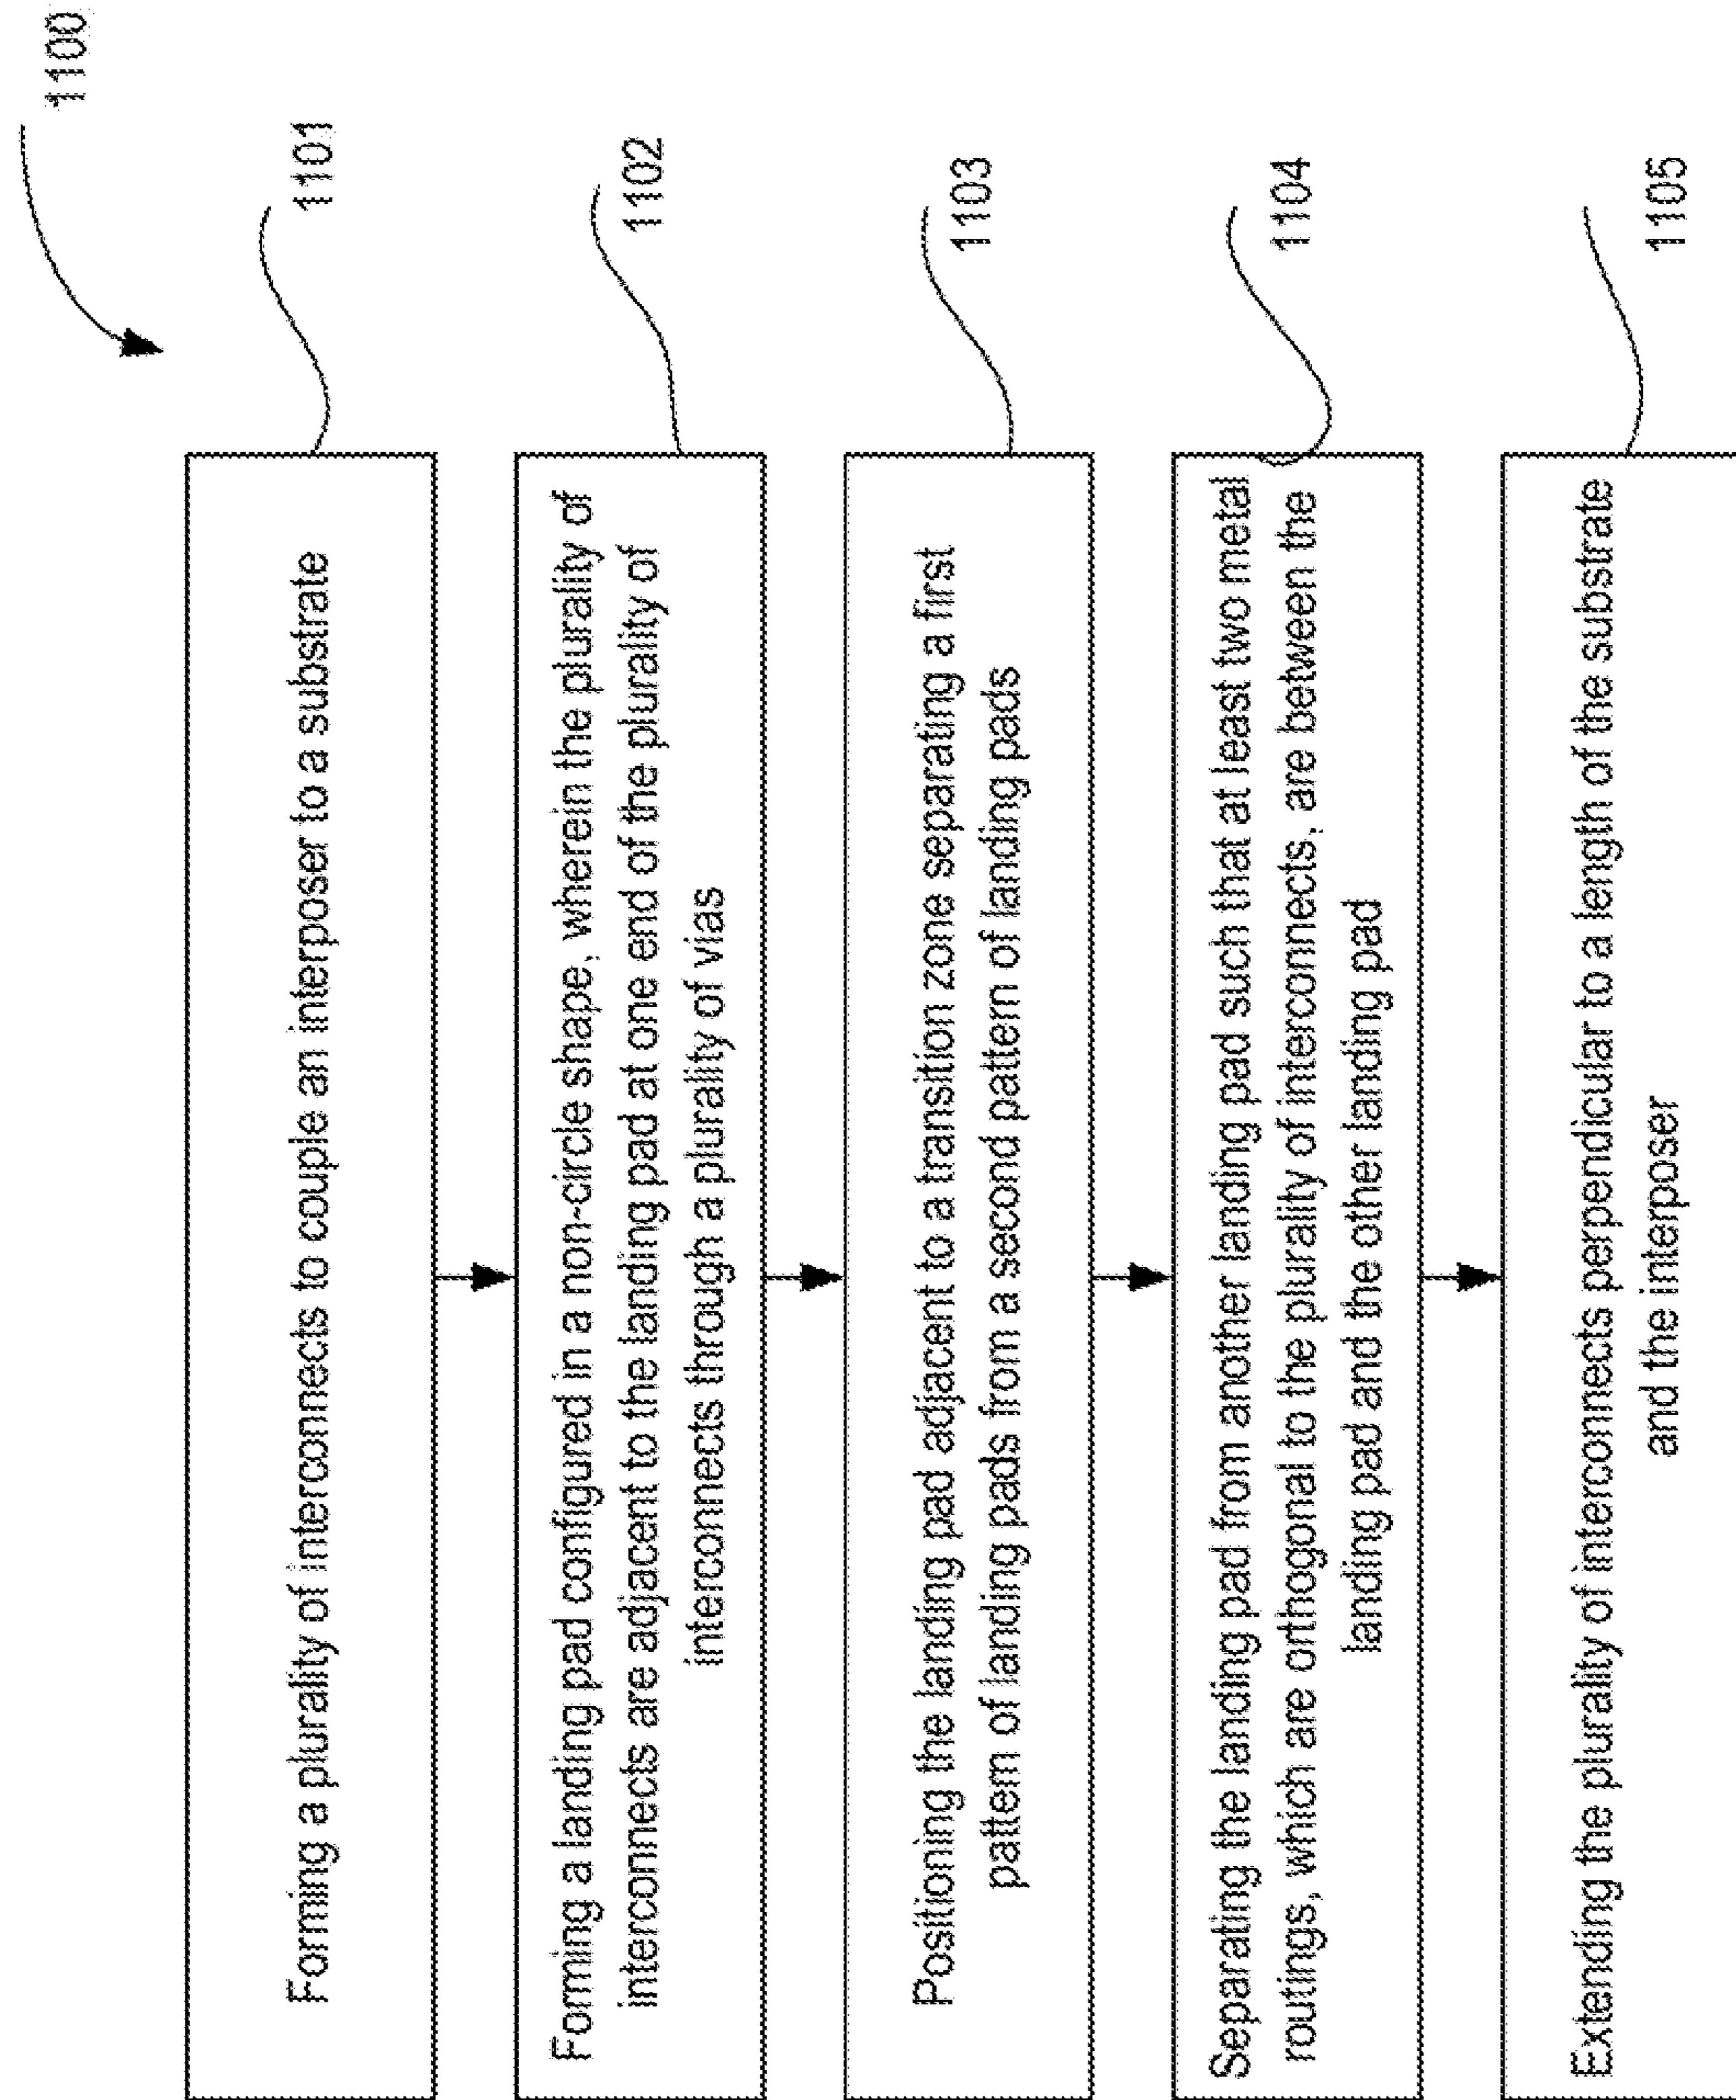 1100
Forming a plurality of interconnects to couple an interposer to a substrate
1101
Forming a landing pad configured in a non-circle shape, wherein the plurality of
interconnects are adjacent to the landing pad at one end of the plurality of
interconnects through a plurality of vias
1102
Positioning the landing pad adjacent to a transition zone separating a first
pattern of landing pads from a second pattern of landing pads
1103
Separating the landing pad from another landing pad such that at least two metal
routings, which are orthogonal to the plurality of interconnects, are between the
landing pad and the other landing pad
1104
Extending the plurality of interconnects perpendicular to a length of the substrate
and the interposer
1105